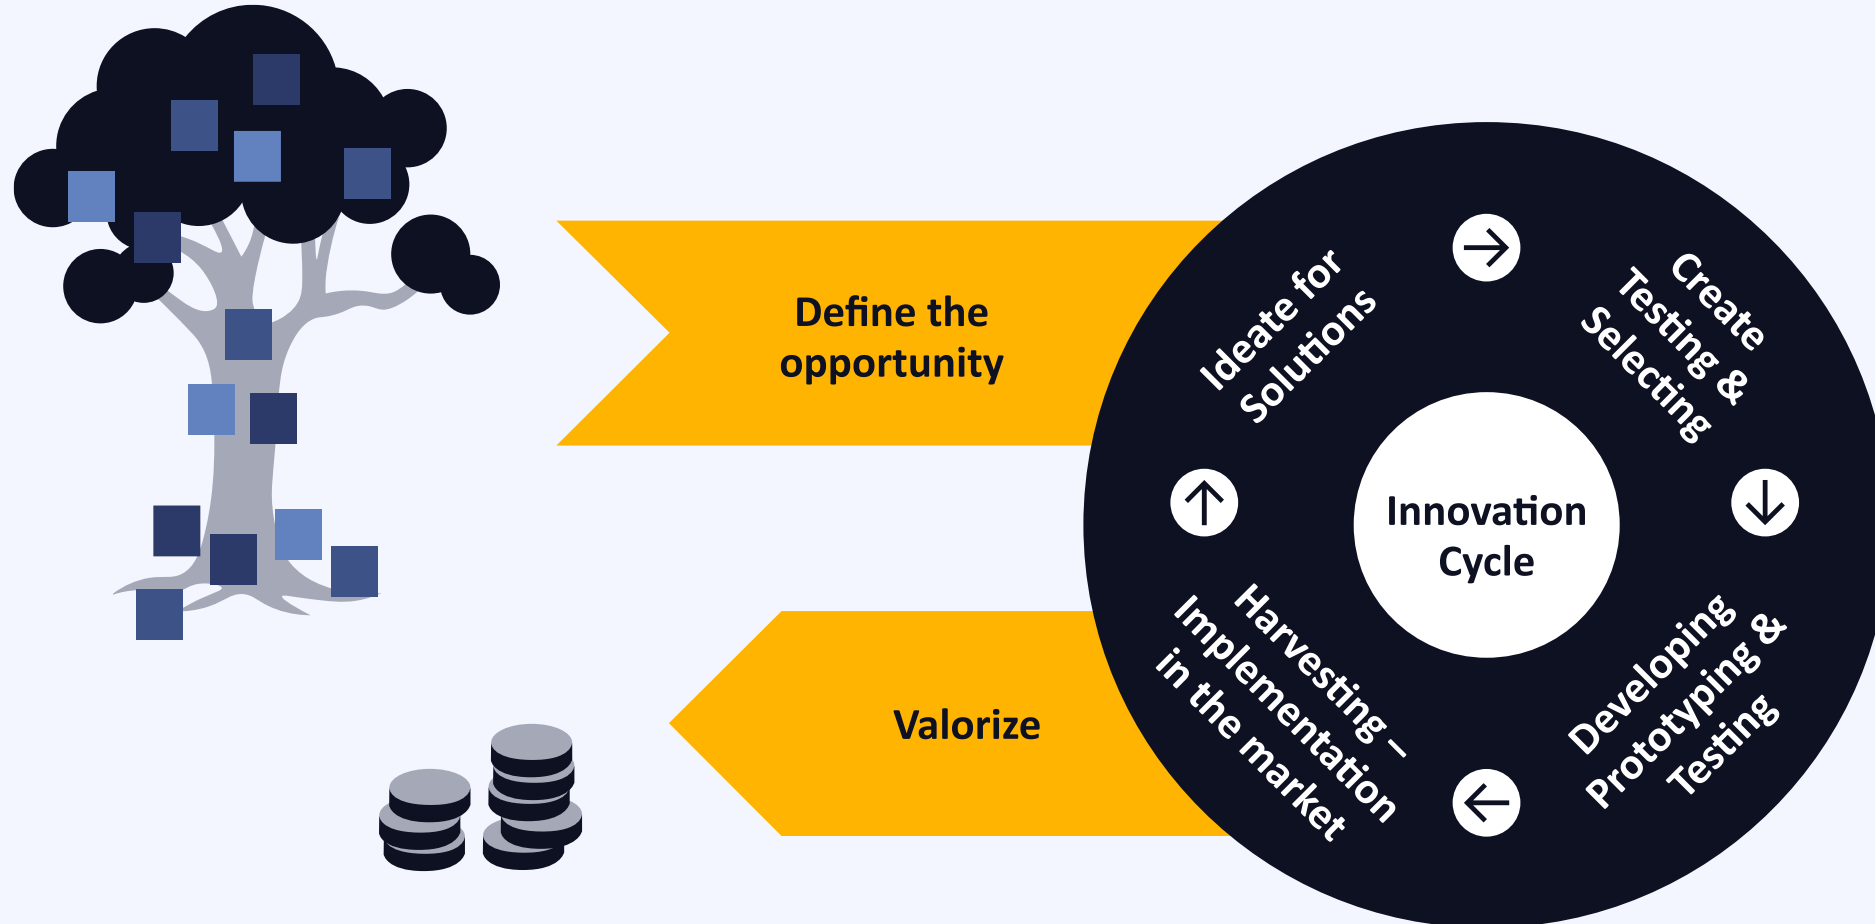 Define the
opportunity
Ideate for
Solutions
Create
Testing &
Selecting
Innovation
Cycle
Developing
Prototyping &
Testing
Harvesting –
Implementation
in the market
Valorize